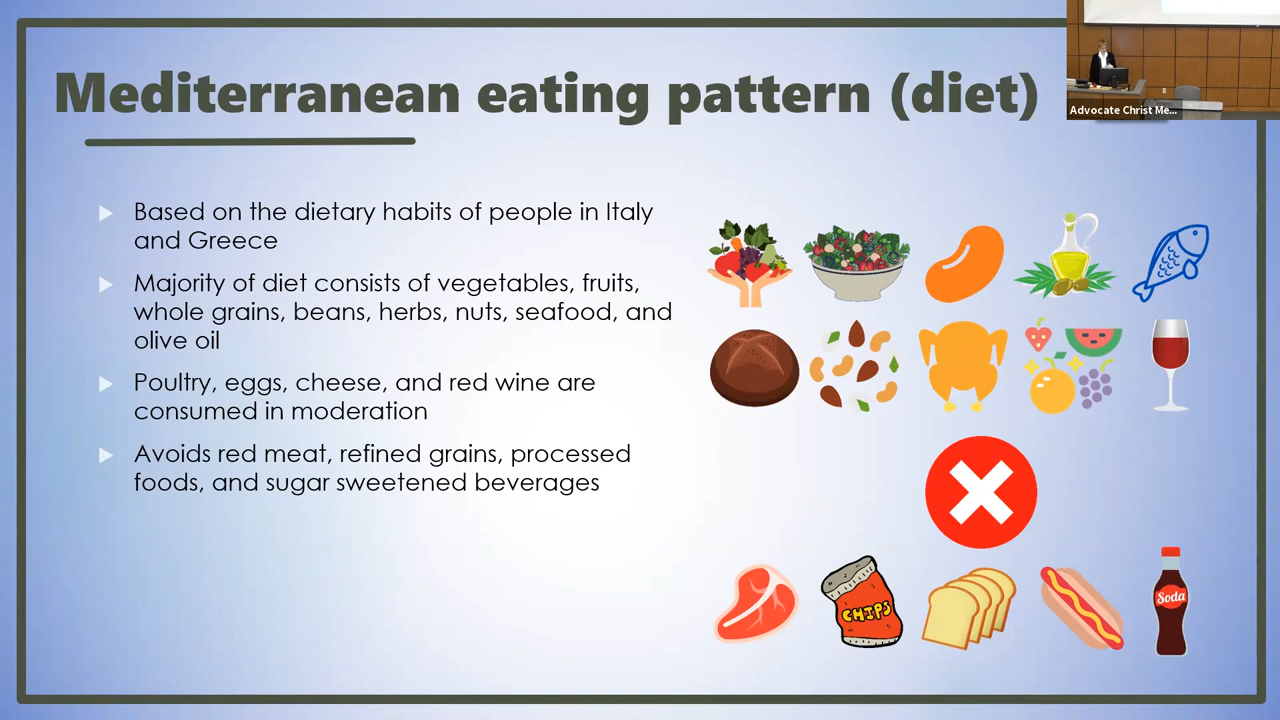 Mediterranean eating pattern (diet)
Advocate Christ Me...
Based on the dietary habits of people in Italy
and Greece
Majority of diet consists of vegetables, fruits,
whole grains, beans, herbs, nuts, seafood, and
olive oil
Poultry, eggs, cheese, and red wine are
consumed in moderation
Avoids red meat, refined grains, processed
foods, and sugar sweetened beverages
CHIPS
Soda